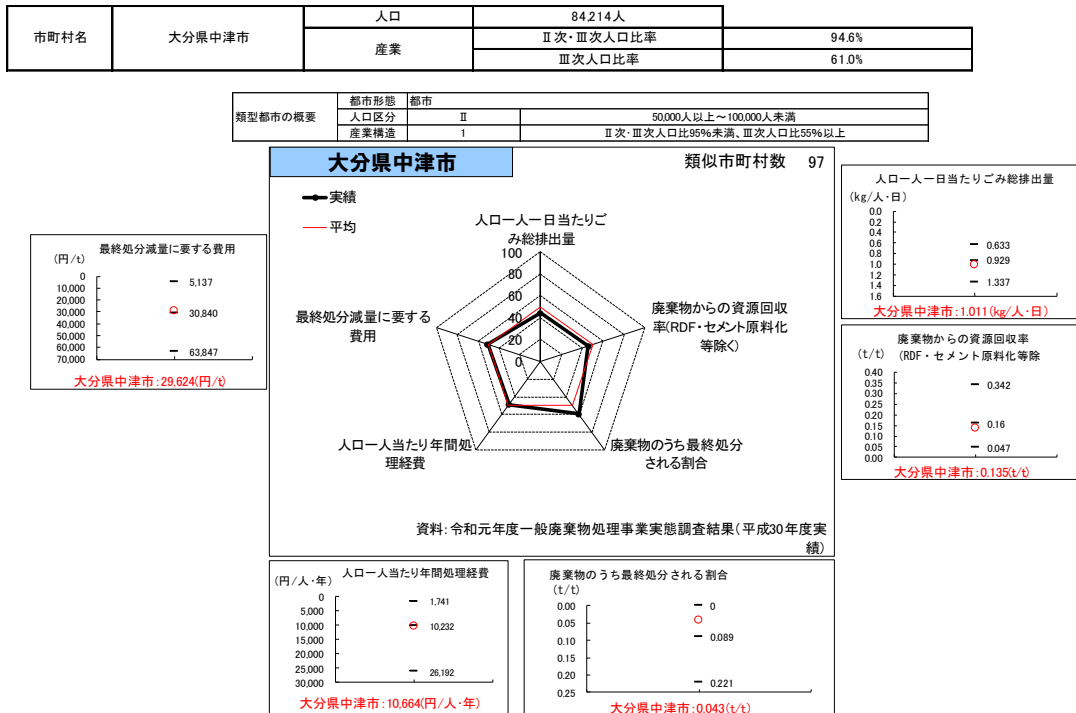 市町村名 大分県中津市 人口 84,214人
産業 Ⅱ次・Ⅲ次人口比率 94.6%
Ⅲ次人口比率 61.0%
類型都市の概要 都市形態 都市
人口区分 Ⅱ 50,000人以上～100,000人未満
産業構造 1 Ⅱ次・Ⅲ次人口比95%未満、Ⅲ次人口比55%以上
大分県中津市 類似市町村数 97
実績
平均
人口一人一日当たりご
み総排出量
廃棄物からの資源回収
率(RDF・セメント原料化
等除く)
廃棄物のうち最終処分
される割合
人口一人当たり年間処
理経費
最終処分減量に要する
費用
100
80
60
40
20
0
資料：令和元年度一般廃棄物処理事業実態調査結果（平成30年度実
績）
最終処分減量に要する費用
(円/t)
0
10,000
20,000
30,000
40,000
50,000
60,000
70,000
5,137
30,840
63,847
大分県中津市：29,624(円/t)
人口一人一日当たりごみ総排出量
(kg/人・日)
0.0
0.2
0.4
0.6
0.8
1.0
1.2
1.4
1.6
0.633
0.929
1.337
大分県中津市：1.011(kg/人・日)
廃棄物からの資源回収率
(t/t) (RDF・セメント原料化等除
0.40
0.35
0.30
0.25
0.20
0.15
0.10
0.05
0.00
0.342
0.16
0.047
大分県中津市：0.135(t/t)
人口一人当たり年間処理経費
(円/人・年)
0
5,000
10,000
15,000
20,000
25,000
30,000
1,741
10,232
26,192
大分県中津市：10,664(円/人・年)
廃棄物のうち最終処分される割合
(t/t)
0.00
0.05
0.10
0.15
0.20
0.25
0
0.089
0.221
大分県中津市：0.043(t/t)